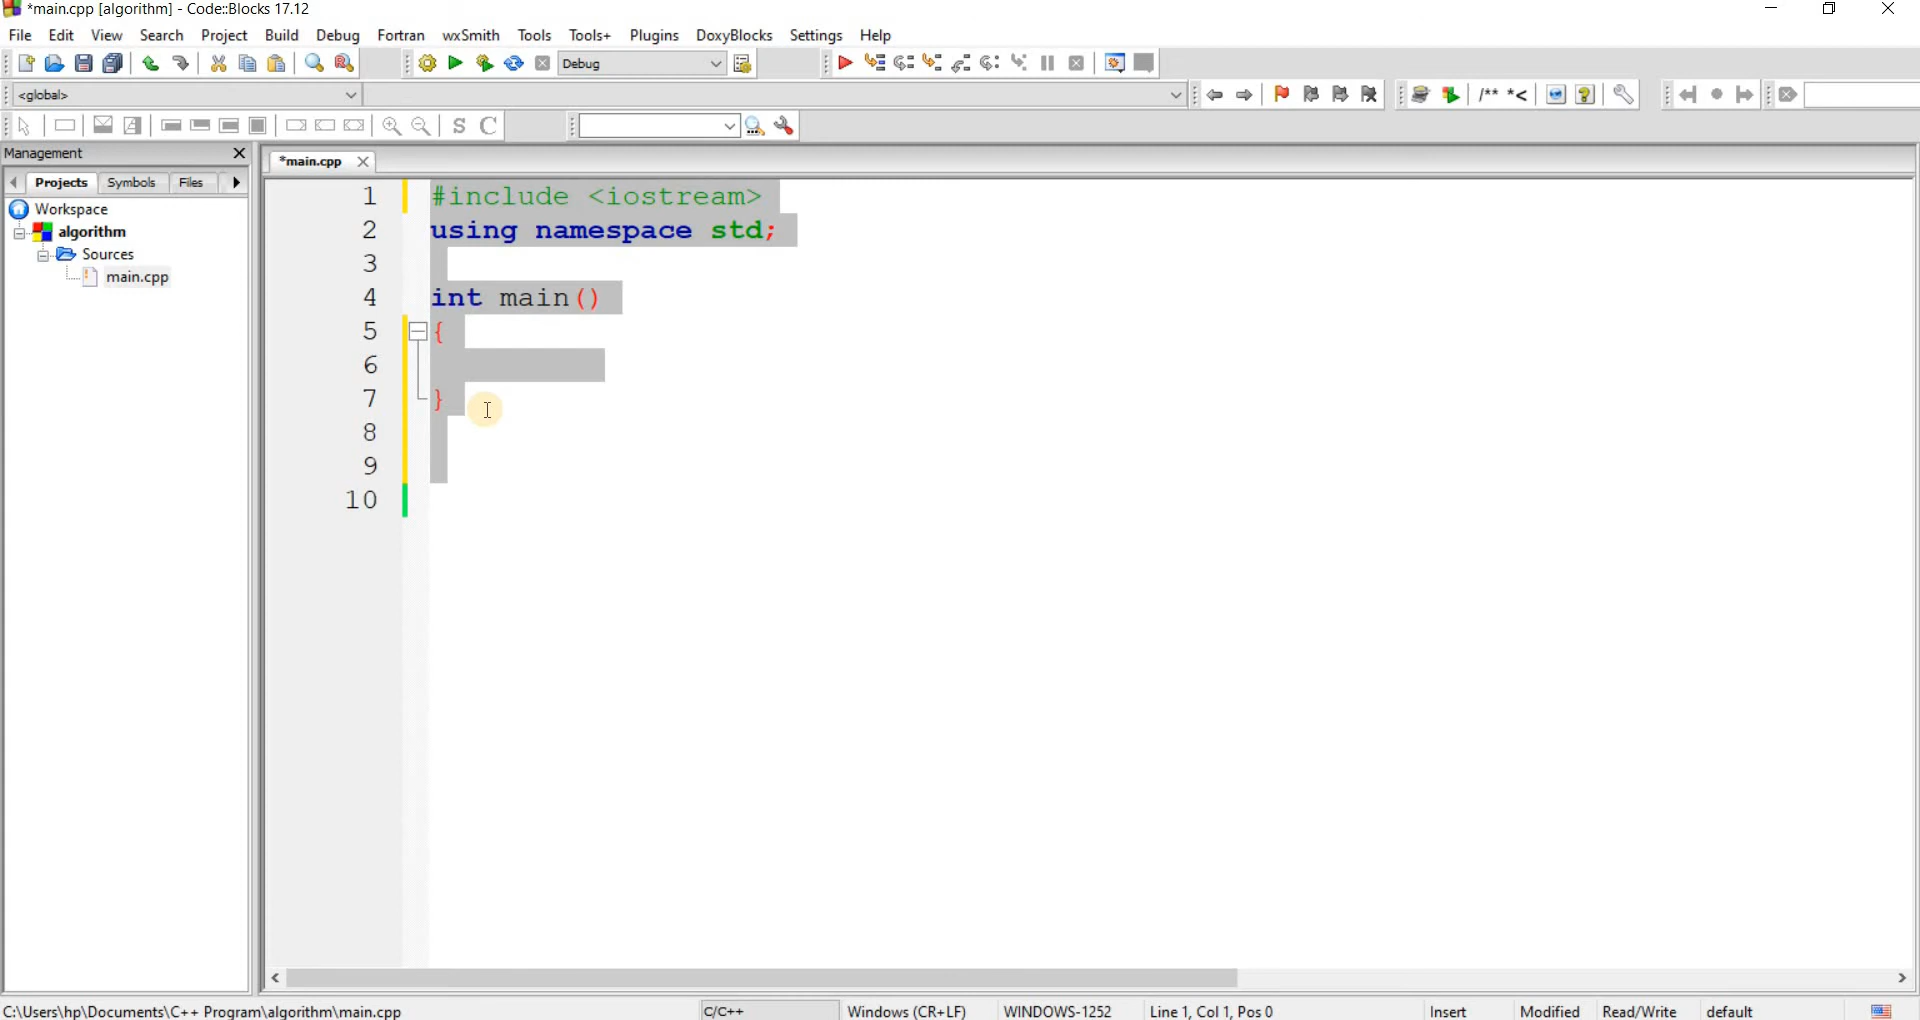 *main.cpp [algorithm] - Code::Blocks 17.12
File Edit View Search Project Build Debug Fortran wxSmith Tools Tools+ Plugins DoxyBlocks Settings Help
Debug
<global>
/** *<
S C
Management
*main.cpp
Projects Symbols Files
Workspace
algorithm
Sources
main.cpp
1 #include <iostream>
2 using namespace std;
3
4 int main()
5 {
6
7 }
8
9
10
C:\Users\hp\Documents\C++ Program\algorithm\main.cpp C/C++ Windows (CR+LF) WINDOWS-1252 Line 1, Col 1, Pos 0 Insert Modified Read/Write default